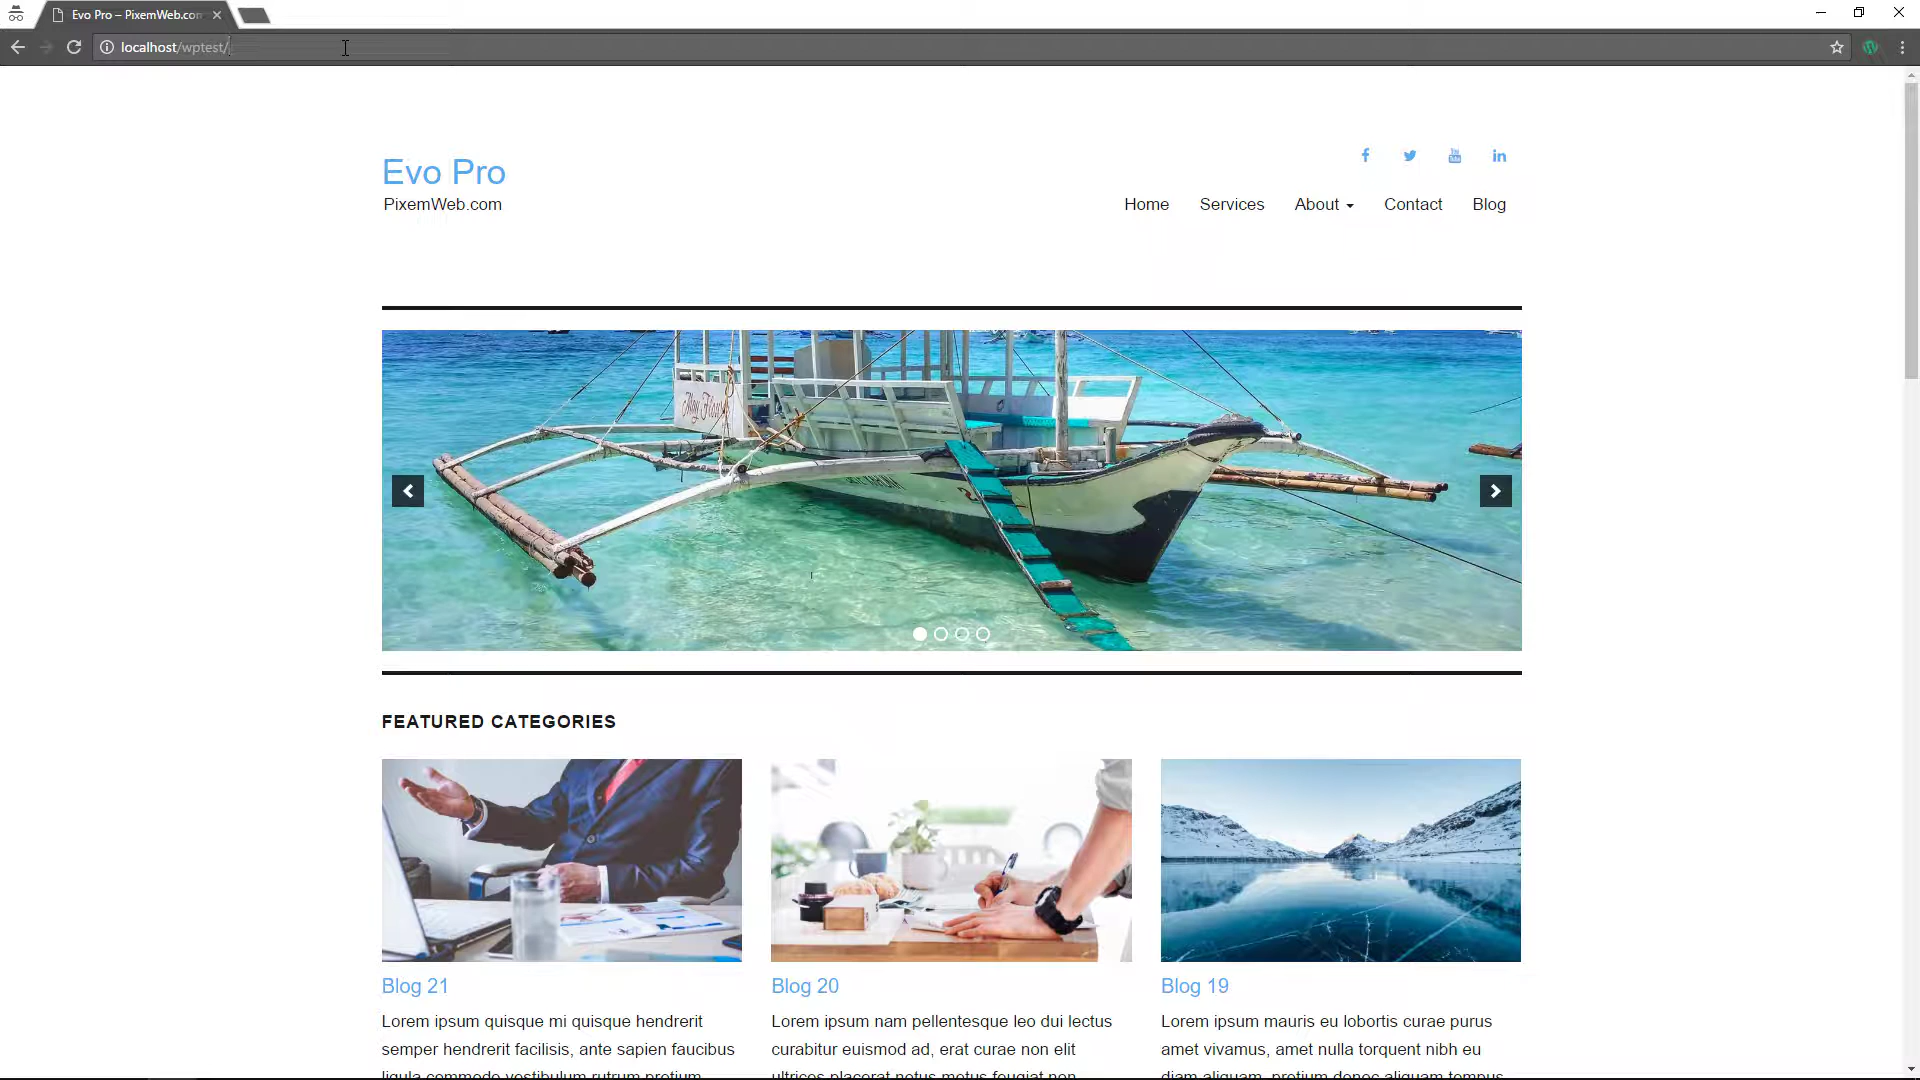 Evo Pro – PixemWeb.con
localhost/wptest/
Evo Pro
PixemWeb.com
Home Services About Contact Blog
FEATURED CATEGORIES
Blog 21
Lorem ipsum quisque mi quisque hendrerit
semper hendrerit facilisis, ante sapien faucibus
ligula commodo vestibulum rutrum pretium
Blog 20
Lorem ipsum nam pellentesque leo dui lectus
curabitur euismod ad, erat curae non elit
ultrices placerat netus metus feugiat non
Blog 19
Lorem ipsum mauris eu lobortis curae purus
amet vivamus, amet nulla torquent nibh eu
diam aliquam, pretium donec aliquam tempus